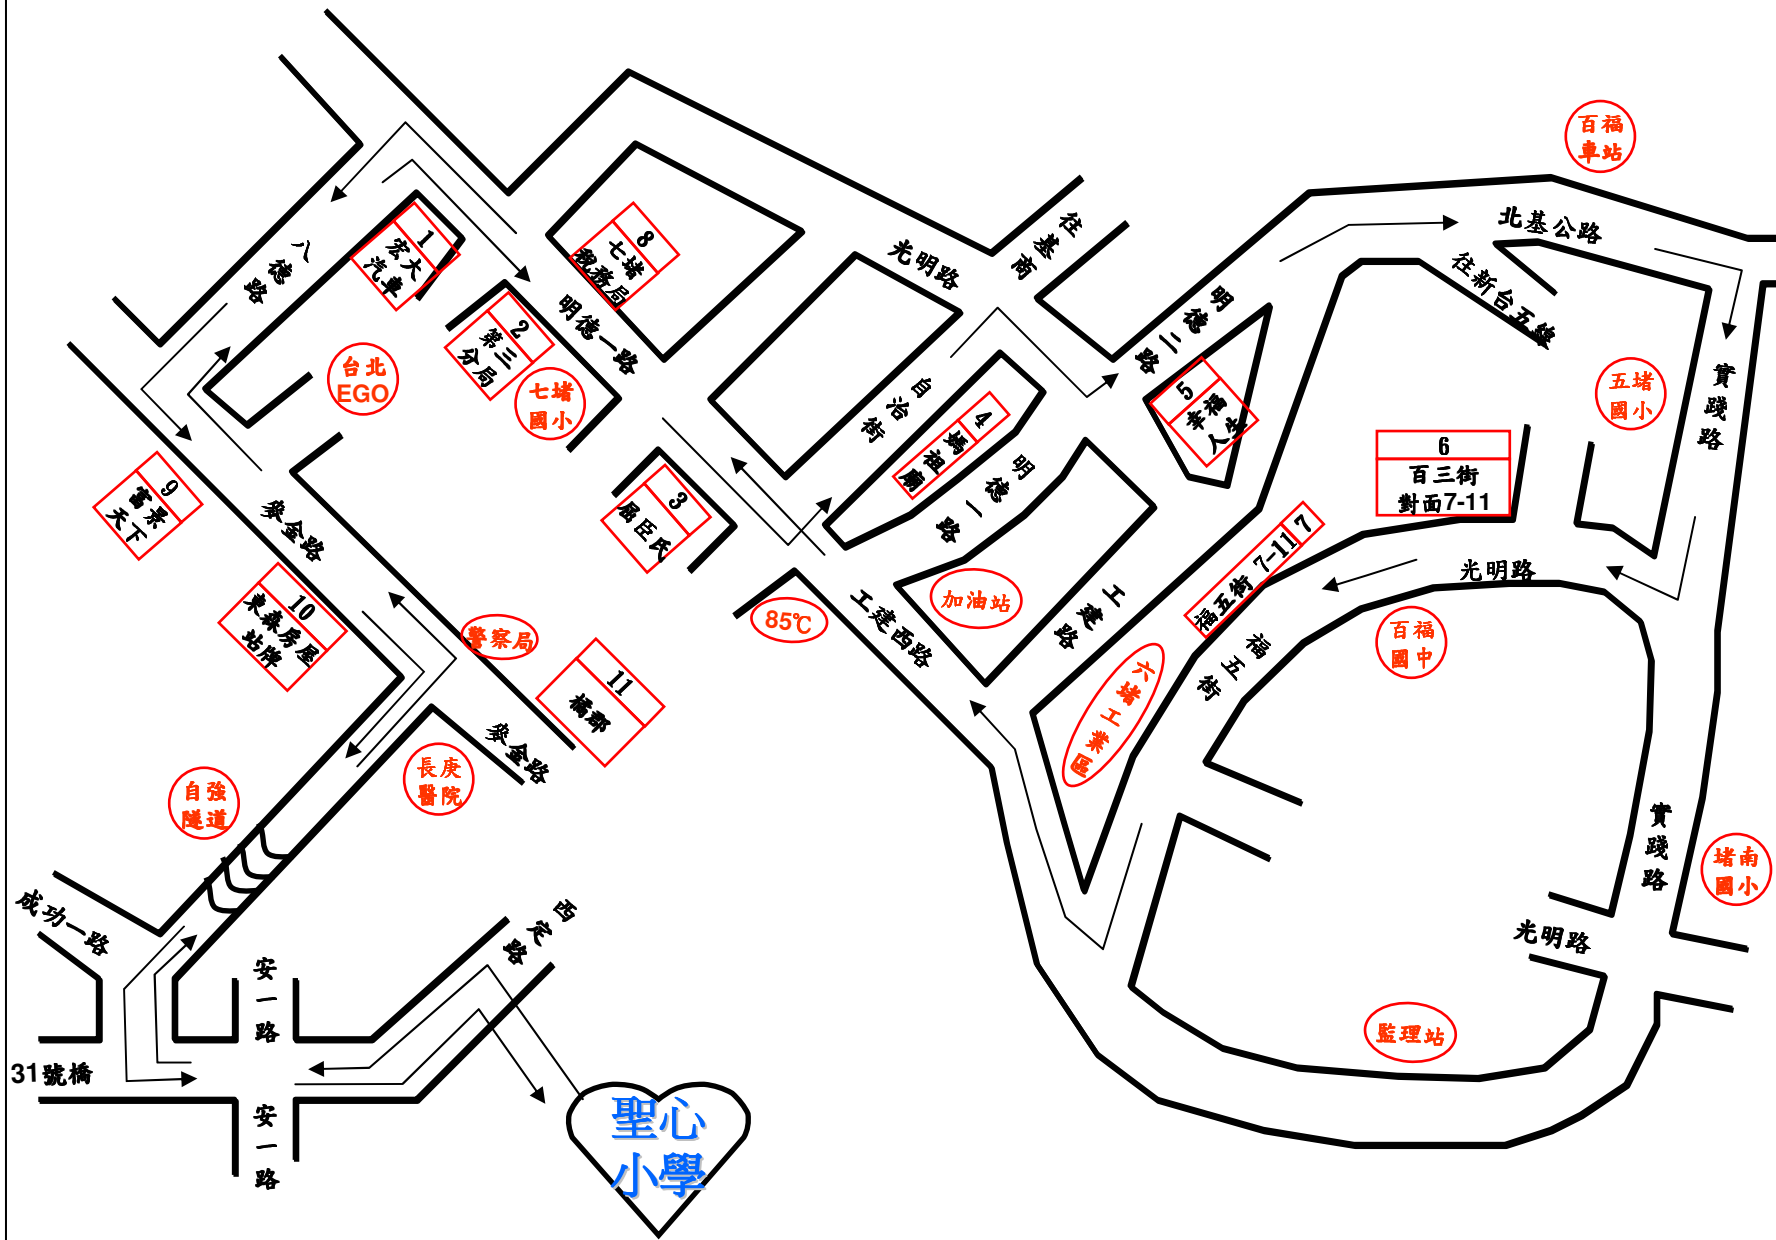 百福
車站
北基公路
往新台五線
往基商
光明路
明德二路
八德路
1
宏大
汽車
8
七堵
稅務局
2
第三
分局
明德一路
台北
EGO
七堵
國小
自治街
4
媽祖廟
明德一路
5
幸福
人壽
五堵
國小
實踐路
6
百三街
對面7-11
9
富景
天下
麥金路
3
屈臣氏
7
福五街 7-11
光明路
10
東森房屋
站牌
警察局
85℃
工建西路
加油站
工建路
六堵工業區
福五街
百福
國中
11
橘郡
麥金路
長庚
醫院
自強
隧道
實踐路
堵南
國小
成功一路
西定路
安一路
光明路
監理站
31號橋
安一路
聖心
小學